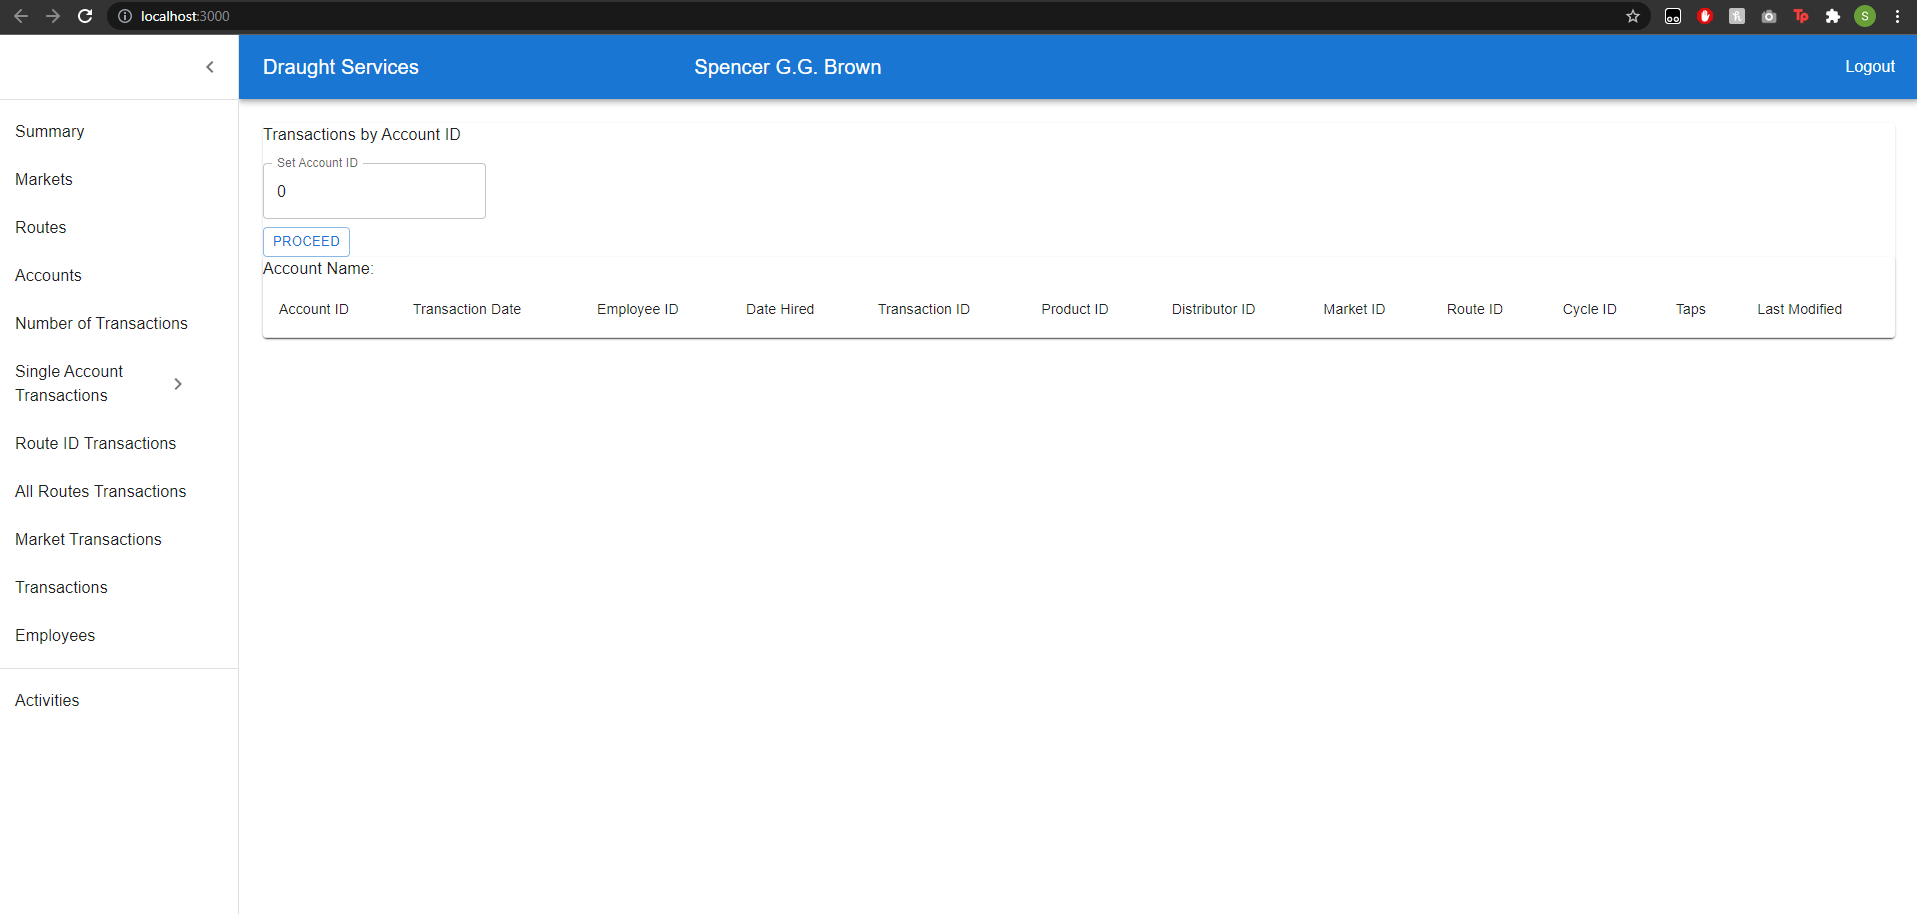 localhost:3000
S
Draught Services
Spencer G.G. Brown
Logout
Summary
Markets
Routes
Accounts
Number of Transactions
Single Account
Transactions
Route ID Transactions
All Routes Transactions
Market Transactions
Transactions
Employees
Activities
Transactions by Account ID
Set Account ID
0
PROCEED
Account Name:
Account ID Transaction Date Employee ID Date Hired Transaction ID Product ID Distributor ID Market ID Route ID Cycle ID Taps Last Modified